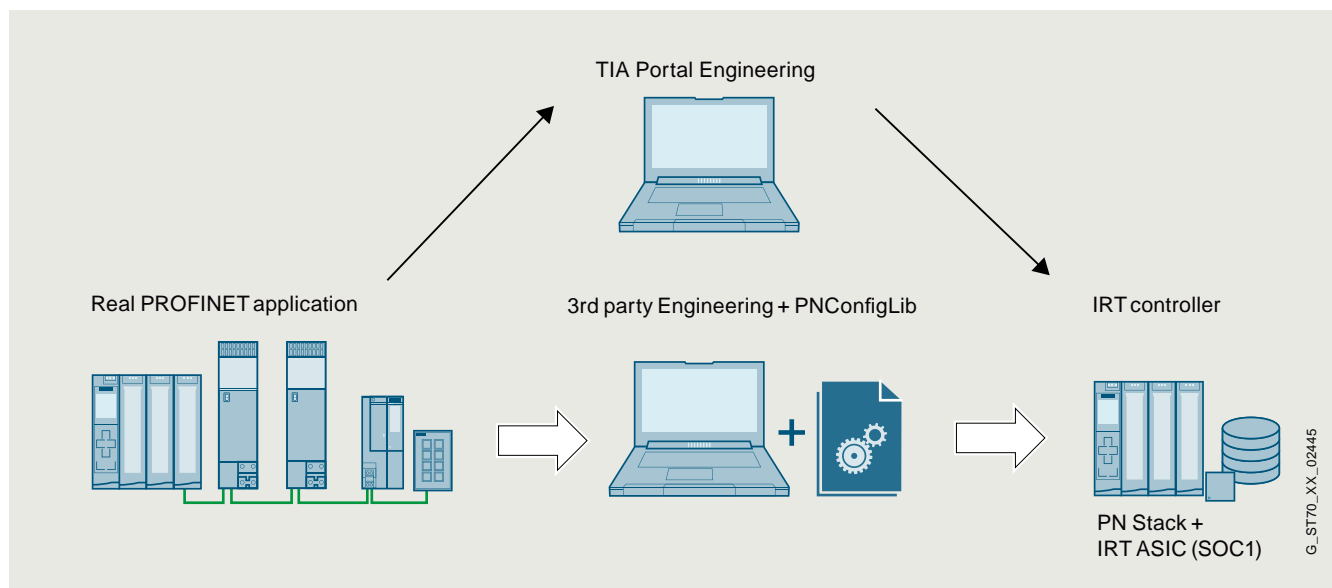 TIA Portal Engineering
Real PROFINET application
3rd party Engineering + PNConfigLib
IRT controller
+
PN Stack +
IRT ASIC (SOC1)
G_ST70_XX_02445